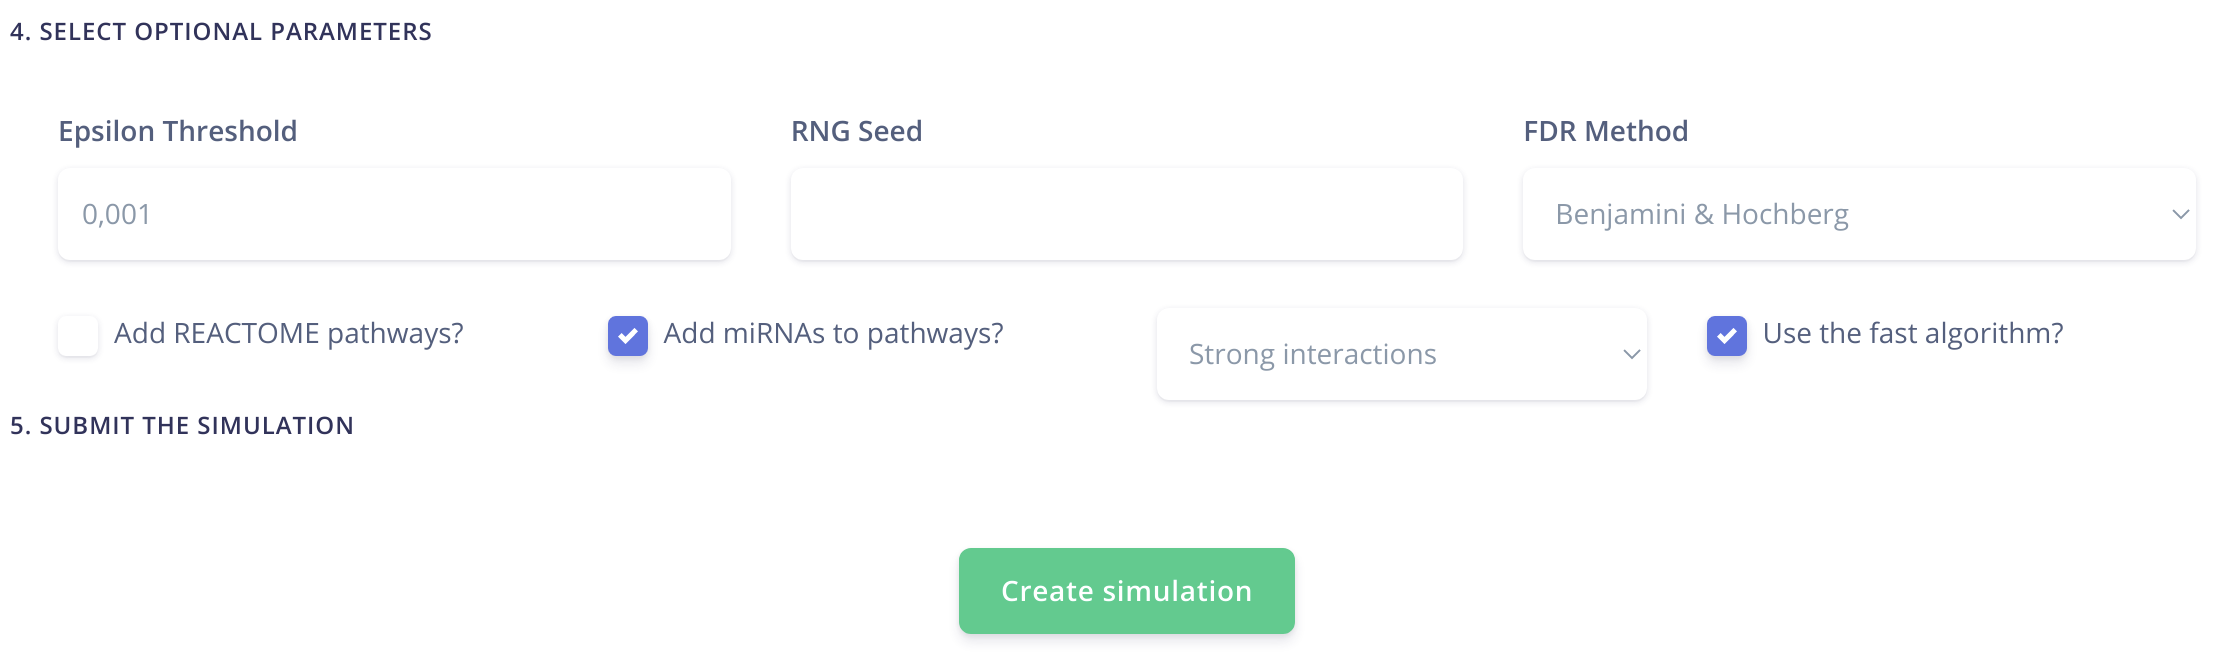 4. SELECT OPTIONAL PARAMETERS
Epsilon Threshold
RNG Seed
FDR Method
0,001
Benjamini & Hochberg
Add REACTOME pathways?
Add miRNAs to pathways?
Strong interactions
Use the fast algorithm?
5. SUBMIT THE SIMULATION
Create simulation